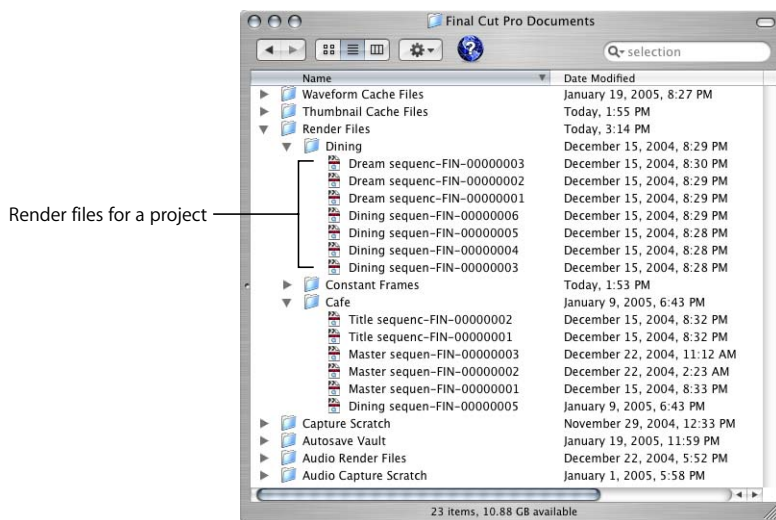 Final Cut Pro Documents
selection
Name Date Modified
Waveform Cache Files January 19, 2005, 8:27 PM
Thumbnail Cache Files Today, 1:55 PM
Render Files Today, 3:14 PM
Dining December 15, 2004, 8:29 PM
Dream sequenc-FIN-00000003 December 15, 2004, 8:30 PM
Dream sequenc-FIN-00000002 December 15, 2004, 8:29 PM
Dream sequenc-FIN-00000001 December 15, 2004, 8:29 PM
Render files for a project
Dining sequen-FIN-00000006 December 15, 2004, 8:29 PM
Dining sequen-FIN-00000005 December 15, 2004, 8:28 PM
Dining sequen-FIN-00000004 December 15, 2004, 8:28 PM
Dining sequen-FIN-00000003 December 15, 2004, 8:28 PM
Constant Frames Today, 1:53 PM
Cafe January 9, 2005, 6:43 PM
Title sequenc-FIN-00000002 December 15, 2004, 8:32 PM
Title sequenc-FIN-00000001 December 15, 2004, 8:32 PM
Master sequen-FIN-00000003 December 22, 2004, 11:12 AM
Master sequen-FIN-00000002 December 22, 2004, 2:23 AM
Master sequen-FIN-00000001 December 15, 2004, 8:33 PM
Dining sequen-FIN-00000005 January 9, 2005, 6:43 PM
Capture Scratch November 29, 2004, 12:33 PM
Autosave Vault January 19, 2005, 11:59 PM
Audio Render Files December 22, 2004, 5:52 PM
Audio Capture Scratch January 1, 2005, 5:58 PM
23 items, 10.88 GB available